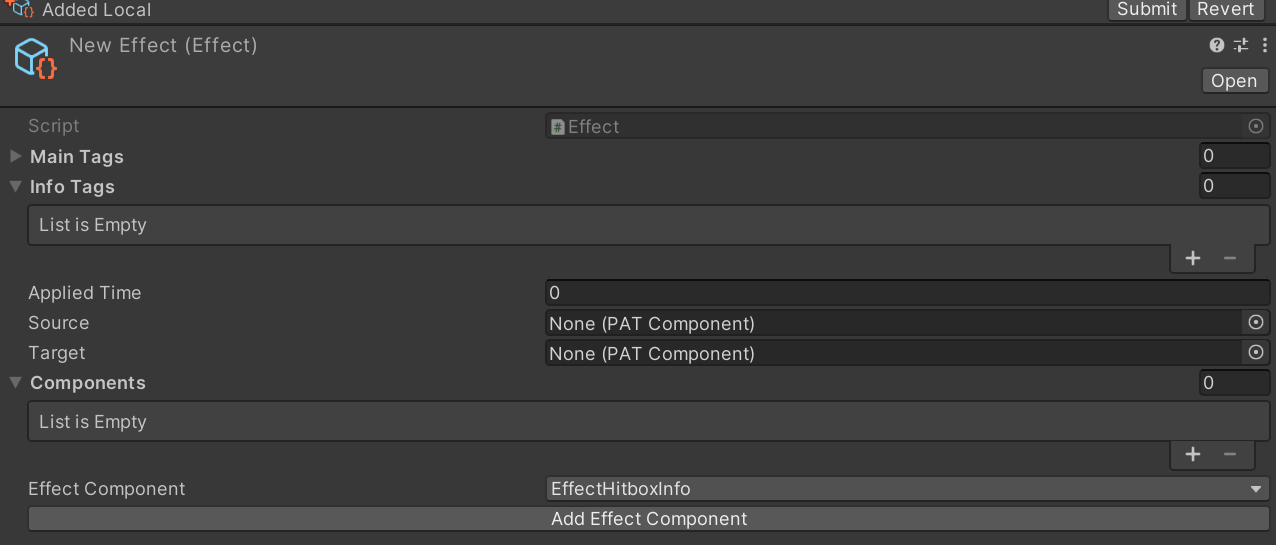 Added Local Submit Revert
New Effect (Effect)
Open
Script Effect
Main Tags 0
Info Tags 0
List is Empty
Applied Time 0
Source None (PAT Component)
Target None (PAT Component)
Components 0
List is Empty
Effect Component EffectHitboxInfo
Add Effect Component